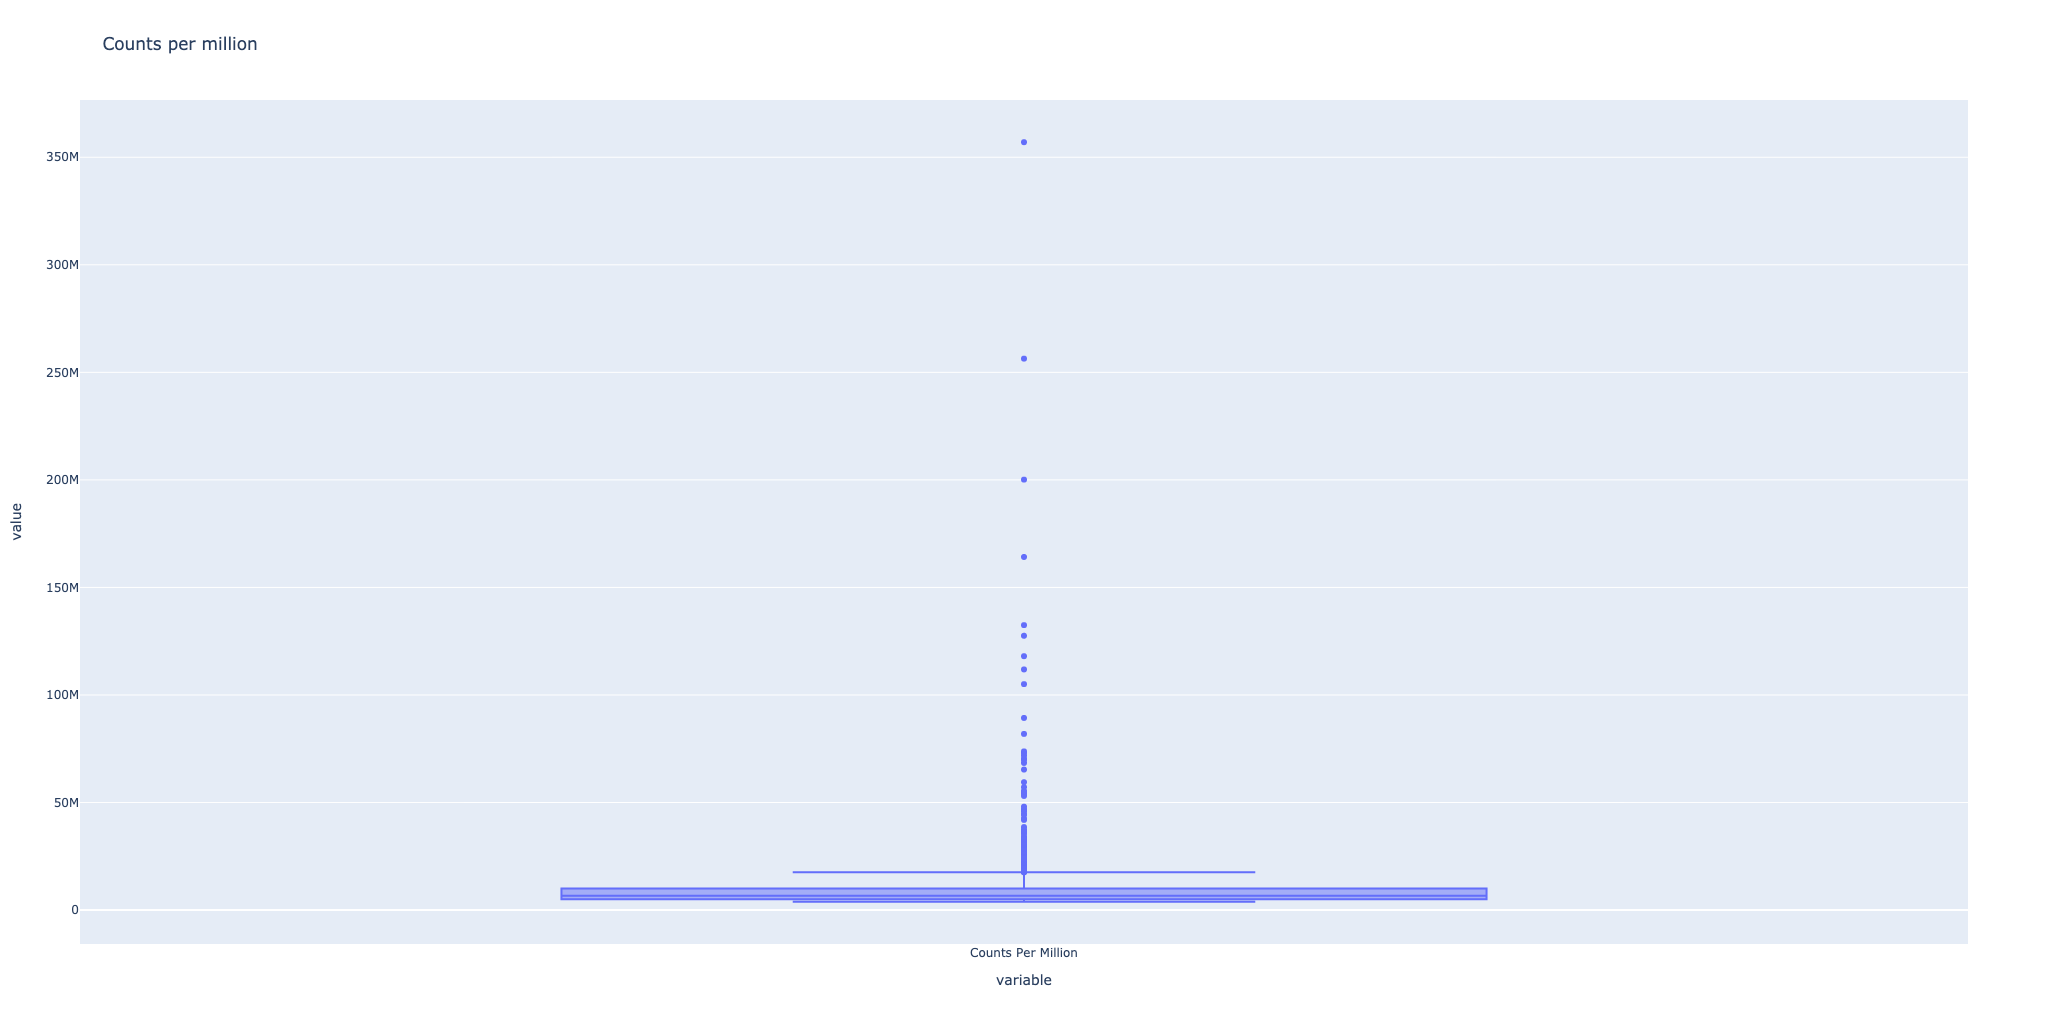 Counts per million
350M
300M
250M
200M
150M
100M
50M
0
value
Counts Per Million
variable